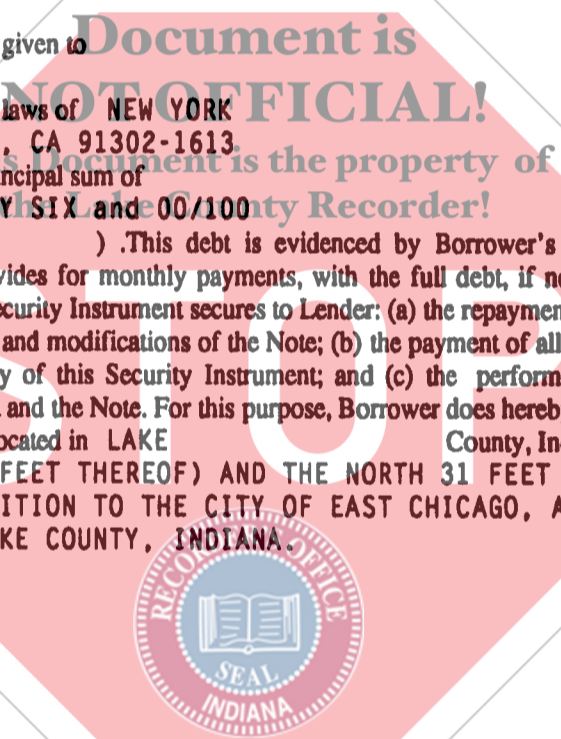 Document is
given to
NOT OFFICIAL!
laws of NEW YORK
, CA 91302-1613
s Document is the property of
ncipal sum of
the Lake County Recorder!
Y SIX and 00/100
) .This debt is evidenced by Borrower's
vides for monthly payments, with the full debt, if no
STOP
ecurity Instrument secures to Lender: (a) the repaymen
and modifications of the Note; (b) the payment of all
y of this Security Instrument; and (c) the perform
and the Note. For this purpose, Borrower does hereb
ocated in LAKE County, In
FEET THEREOF) AND THE NORTH 31 FEET
ITION TO THE CITY OF EAST CHICAGO, A
KE COUNTY, INDIANA.
RECORDER'S OFFICE
SEAL
INDIANA